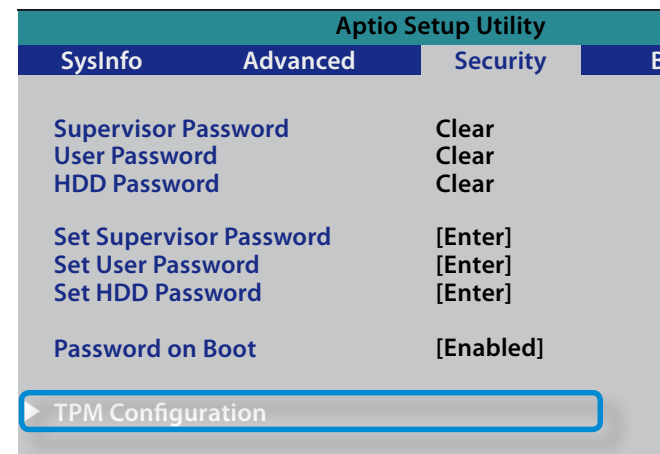 Aptio Setup Utility
SysInfo Advanced Security
Supervisor Password Clear
User Password Clear
HDD Password Clear
Set Supervisor Password [Enter]
Set User Password [Enter]
Set HDD Password [Enter]
Password on Boot [Enabled]
TPM Configuration